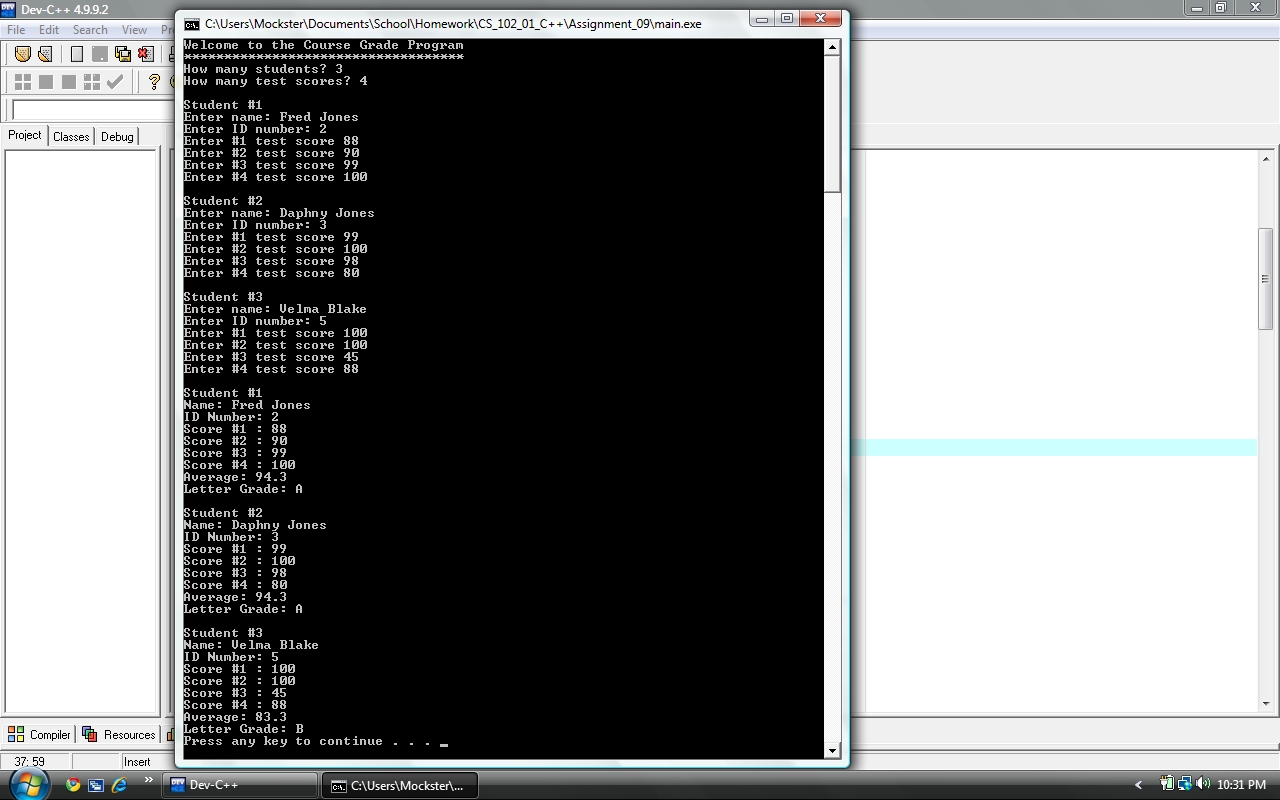 Dev-C++ 4.9.9.2
File Edit Search View
Project Classes Debug
C:\Users\Mockster\Documents\School\Homework\CS_102_01_C++\Assignment_09\main.exe
Welcome to the Course Grade Program
***********************************
How many students? 3
How many test scores? 4
Student #1
Enter name: Fred Jones
Enter ID number: 2
Enter #1 test score 88
Enter #2 test score 90
Enter #3 test score 99
Enter #4 test score 100
Student #2
Enter name: Daphny Jones
Enter ID number: 3
Enter #1 test score 99
Enter #2 test score 100
Enter #3 test score 98
Enter #4 test score 80
Student #3
Enter name: Velma Blake
Enter ID number: 5
Enter #1 test score 100
Enter #2 test score 100
Enter #3 test score 45
Enter #4 test score 88
Student #1
Name: Fred Jones
ID Number: 2
Score #1 : 88
Score #2 : 90
Score #3 : 99
Score #4 : 100
Average: 94.3
Letter Grade: A
Student #2
Name: Daphny Jones
ID Number: 3
Score #1 : 99
Score #2 : 100
Score #3 : 98
Score #4 : 80
Average: 94.3
Letter Grade: A
Student #3
Name: Velma Blake
ID Number: 5
Score #1 : 100
Score #2 : 100
Score #3 : 45
Score #4 : 88
Average: 83.3
Letter Grade: B
Press any key to continue . . . _
Compiler Resources
37: 59 Insert
Dev-C++
C:\Users\Mockster\...
10:31 PM